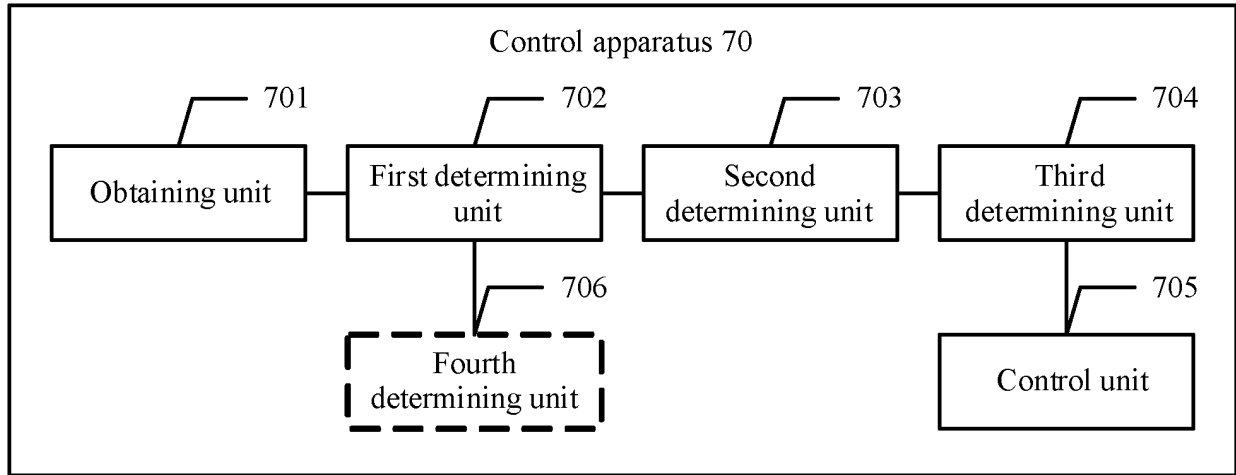 Control apparatus 70
701
702
703
704
Obtaining unit
First determining
unit
Second
determining unit
Third
determining unit
706
705
Fourth
determining unit
Control unit